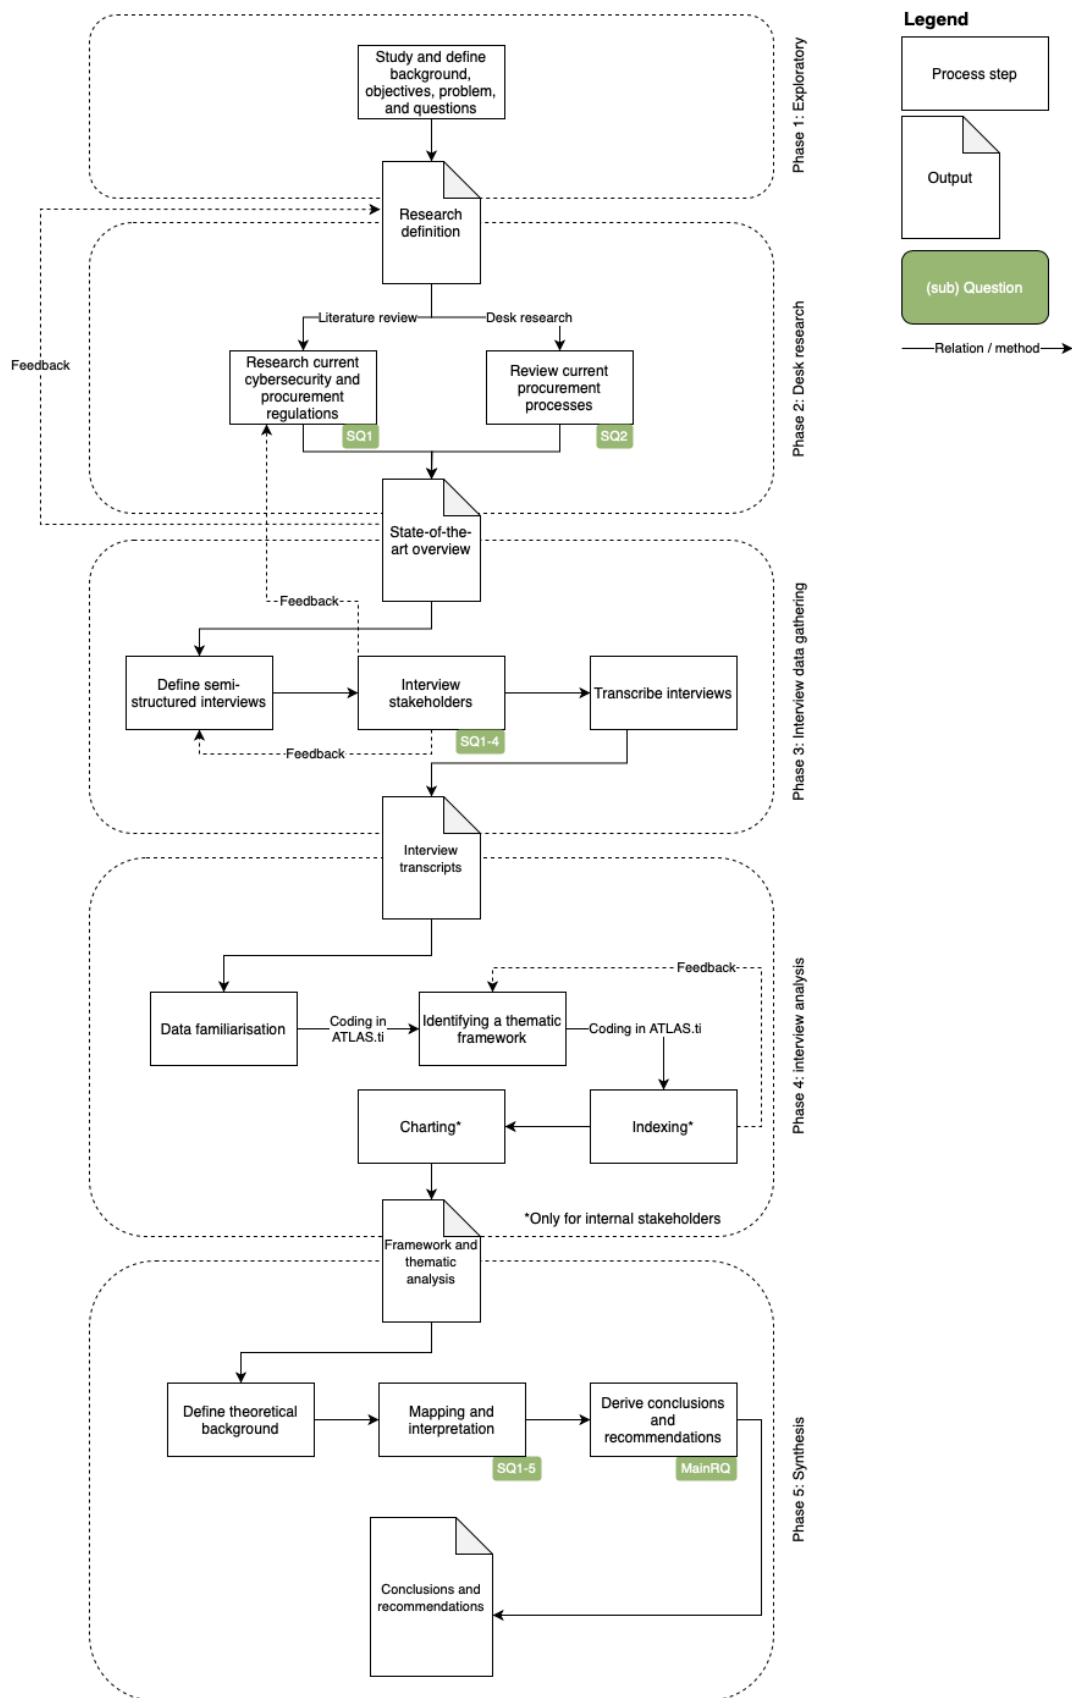 Legend
Process step
Output
(sub) Question
Relation / method
Phase 1: Exploratory
Study and define
background,
objectives, problem,
and questions
Research
definition
Phase 2: Desk research
Literature review
Desk research
Feedback
Research current
cybersecurity and
procurement
regulations
SQ1
Review current
procurement
processes
SQ2
State-of-the-
art overview
Phase 3: Interview data gathering
Feedback
Define semi-
structured interviews
Interview
stakeholders
SQ1-4
Transcribe interviews
Feedback
Interview
transcripts
Phase 4: interview analysis
Feedback
Data familiarisation
Coding in
ATLAS.ti
Identifying a thematic
framework
Coding in ATLAS.ti
Charting*
Indexing*
*Only for internal stakeholders
Framework and
thematic
analysis
Phase 5: Synthesis
Define theoretical
background
Mapping and
interpretation
SQ1-5
Derive conclusions
and
recommendations
MainRQ
Conclusions and
recommendations